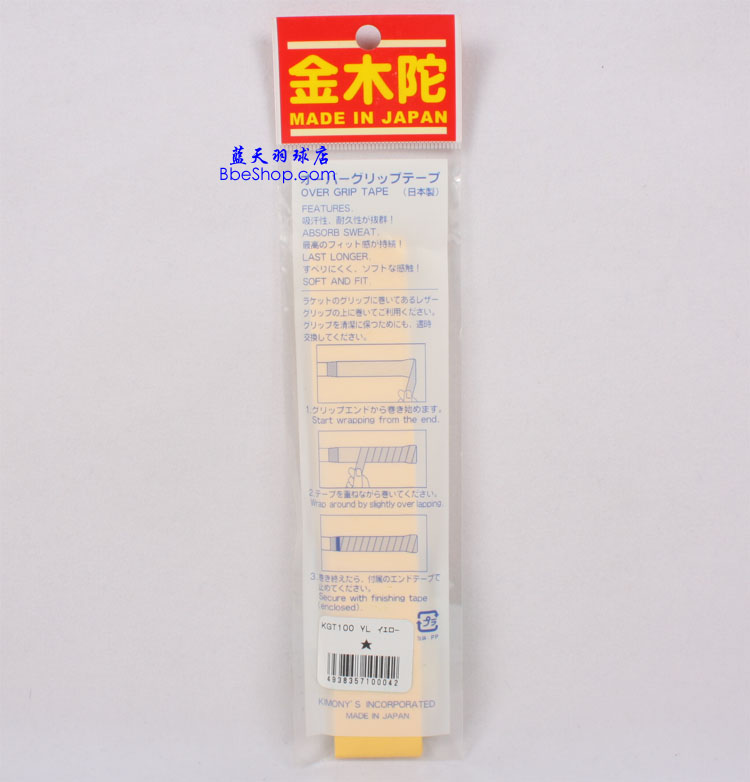 金木陀
MADE IN JAPAN
蓝天羽球店
BbeShop.com
オーバーグリップテープ
OVER GRIP TAPE （日本製）
FEATURES.
吸汗性、耐久性が抜群！
ABSORB SWEAT.
最高のフィット感が持続！
LAST LONGER.
すべりにくく、ソフトな感触！
SOFT AND FIT.
ラケットのグリップに巻いてあるレザー
グリップの上に巻いてご利用ください。
グリップを清潔に保つためにも、適時
交換してください。
1.グリップエンドから巻き始めます。
Start wrapping from the end.
2.テープを重ねながら巻いてください。
Wrap around by slightly over lapping.
3.巻き終えたら、付属のエンドテープで
止めてください。
Secure with finishing tape
(enclosed).
プラ
KGT100 YL イエロー
★
4938357100042
KIMONY'S INCORPORATED
MADE IN JAPAN